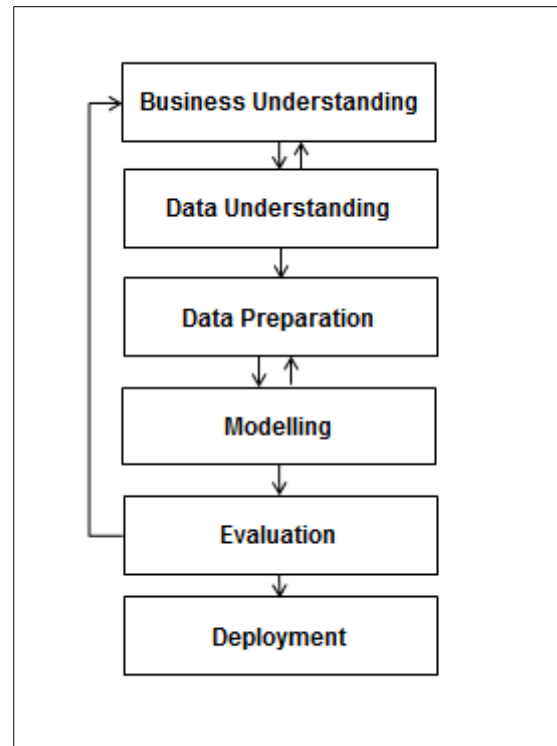 Business Understanding
Data Understanding
Data Preparation
Modelling
Evaluation
Deployment